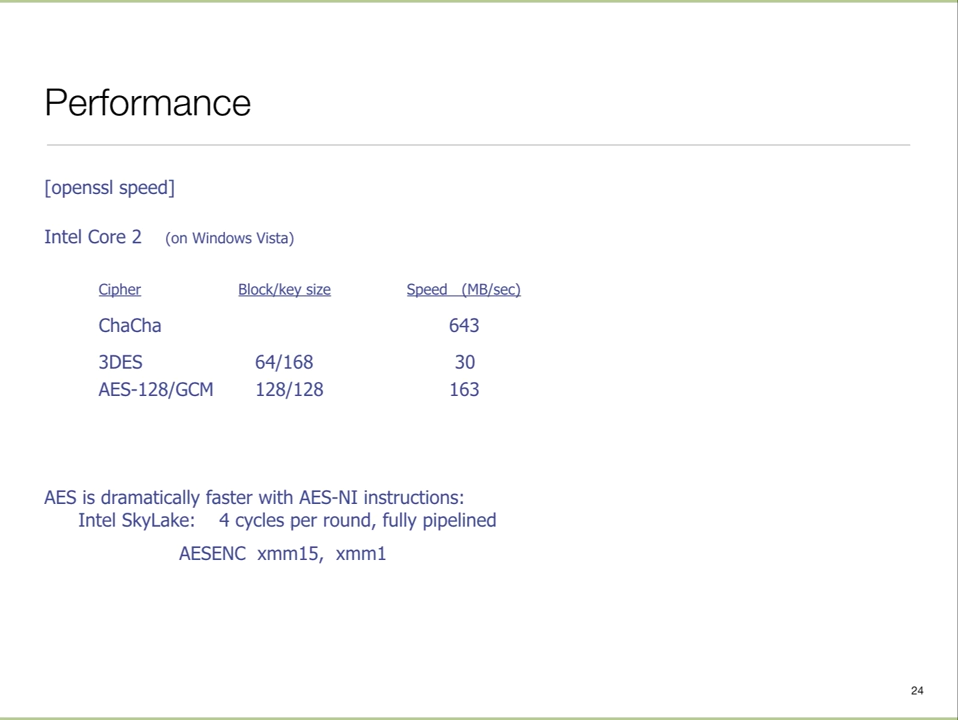 Performance
[openssl speed]
Intel Core 2 (on Windows Vista)
Cipher Block/key size Speed (MB/sec)
ChaCha 643
3DES 64/168 30
AES-128/GCM 128/128 163
AES is dramatically faster with AES-NI instructions:
Intel SkyLake: 4 cycles per round, fully pipelined
AESENC xmm15, xmm1
24